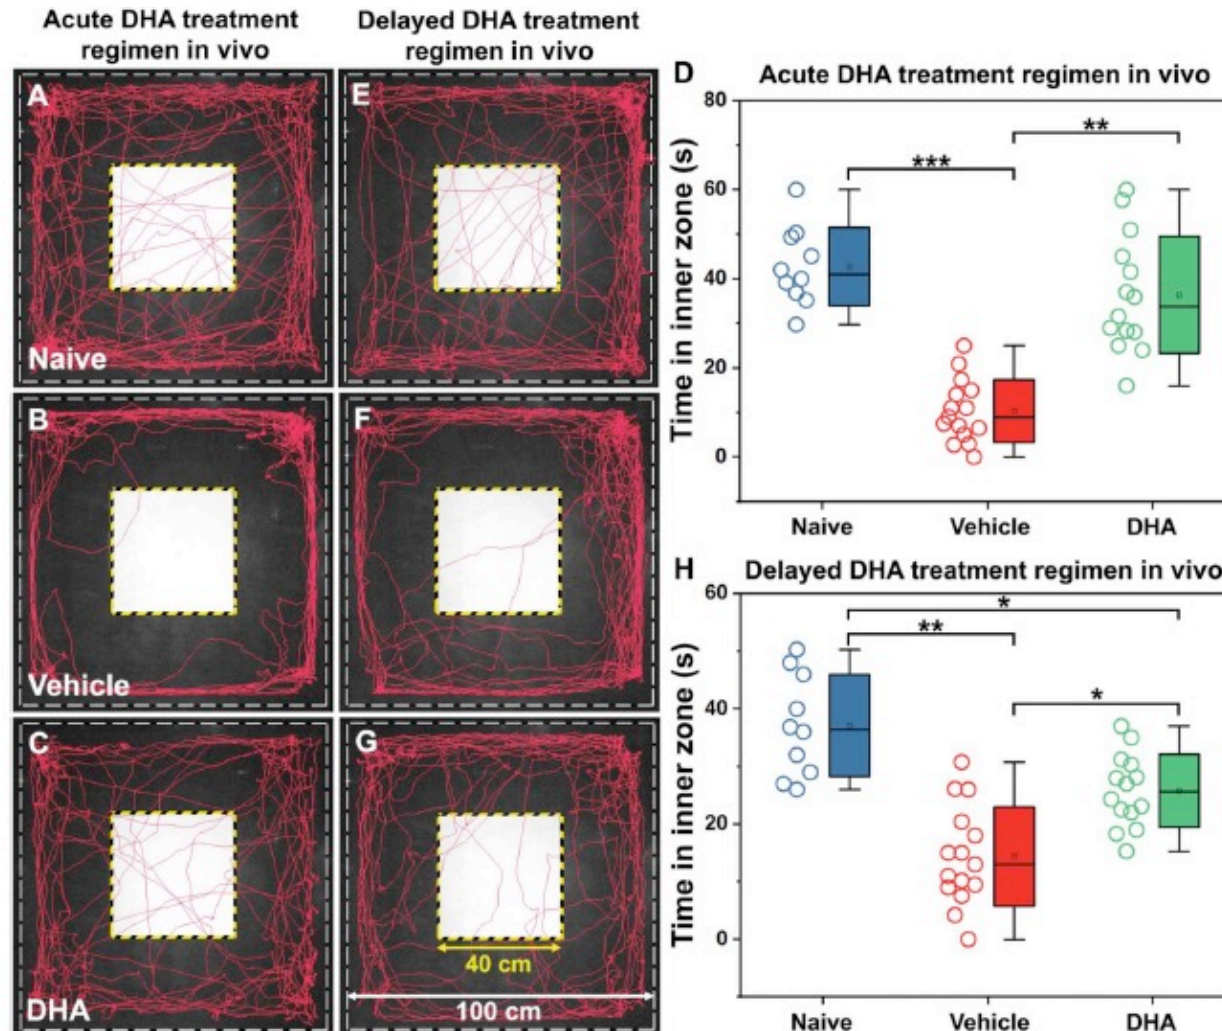 Acute DHA treatment
regimen in vivo
Delayed DHA treatment
regimen in vivo
A
Naive
E
B
Vehicle
F
C
DHA
G
40 cm
100 cm
D
Acute DHA treatment regimen in vivo
Time in inner zone (s)
80
60
40
20
0
***
**
Naive
Vehicle
DHA
H
Delayed DHA treatment regimen in vivo
Time in inner zone (s)
60
40
20
0
*
**
*
Naive
Vehicle
DHA